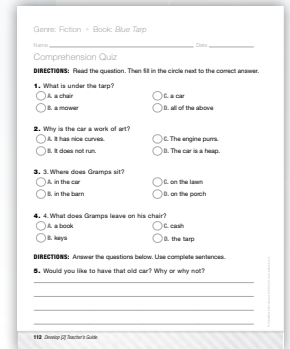 Genre: Fiction • Book: Blue Tarp
Name Date
Comprehension Quiz
DIRECTIONS: Read the question. Then fill in the circle next to the correct answer.
1. What is under the tarp?
A. a chair C. a car
B. a mower D. all of the above
2. Why is the car a work of art?
A. It has nice curves. C. The engine purrs.
B. It does not run. D. The car is a heap.
3. 3. Where does Gramps sit?
A. in the car C. on the lawn
B. in the barn D. on the porch
4. 4. What does Gramps leave on his chair?
A. a book C. cash
B. keys D. the tarp
DIRECTIONS: Answer the questions below. Use complete sentences.
5. Would you like to have that old car? Why or why not?
112 Develop [2] Teacher's Guide